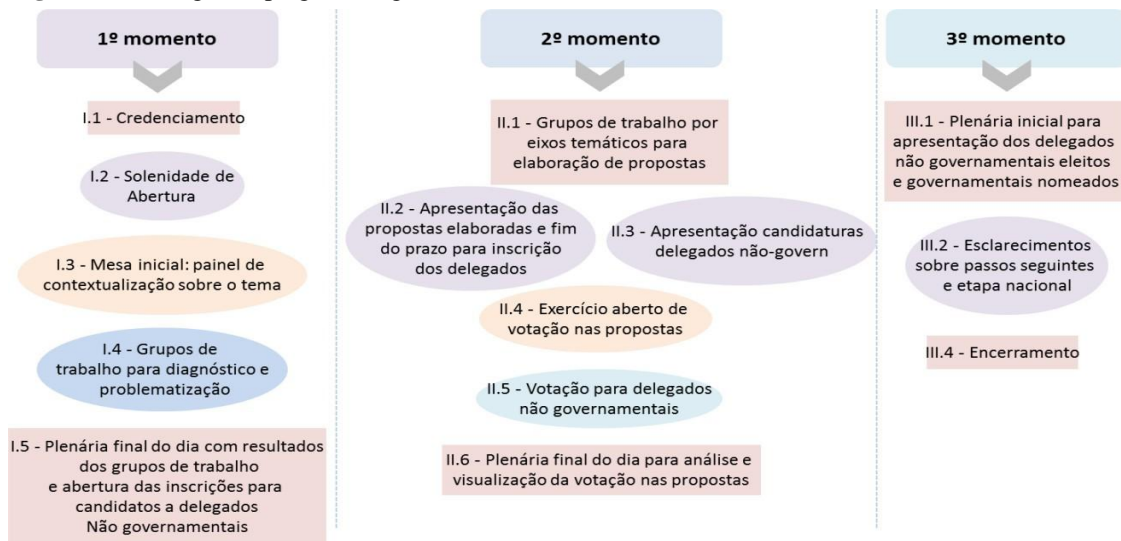 1º momento
I.1 - Credenciamento
I.2 - Solenidade de
Abertura
I.3 - Mesa inicial: painel de
contextualização sobre o tema
I.4 - Grupos de
trabalho para diagnóstico e
problematização
I.5 - Plenária final do dia com resultados
dos grupos de trabalho
e abertura das inscrições para
candidatos a delegados
Não governamentais
2º momento
II.1 - Grupos de trabalho por
eixos temáticos para
elaboração de propostas
II.2 - Apresentação das
propostas elaboradas e fim
do prazo para inscrição
dos delegados
II.3 - Apresentação candidaturas
delegados não-govern
II.4 - Exercício aberto de
votação nas propostas
II.5 - Votação para delegados
não governamentais
II.6 - Plenária final do dia para análise e
visualização da votação nas propostas
3º momento
III.1 - Plenária inicial para
apresentação dos delegados
não governamentais eleitos
e governamentais nomeados
III.2 - Esclarecimentos
sobre passos seguintes
e etapa nacional
III.4 - Encerramento